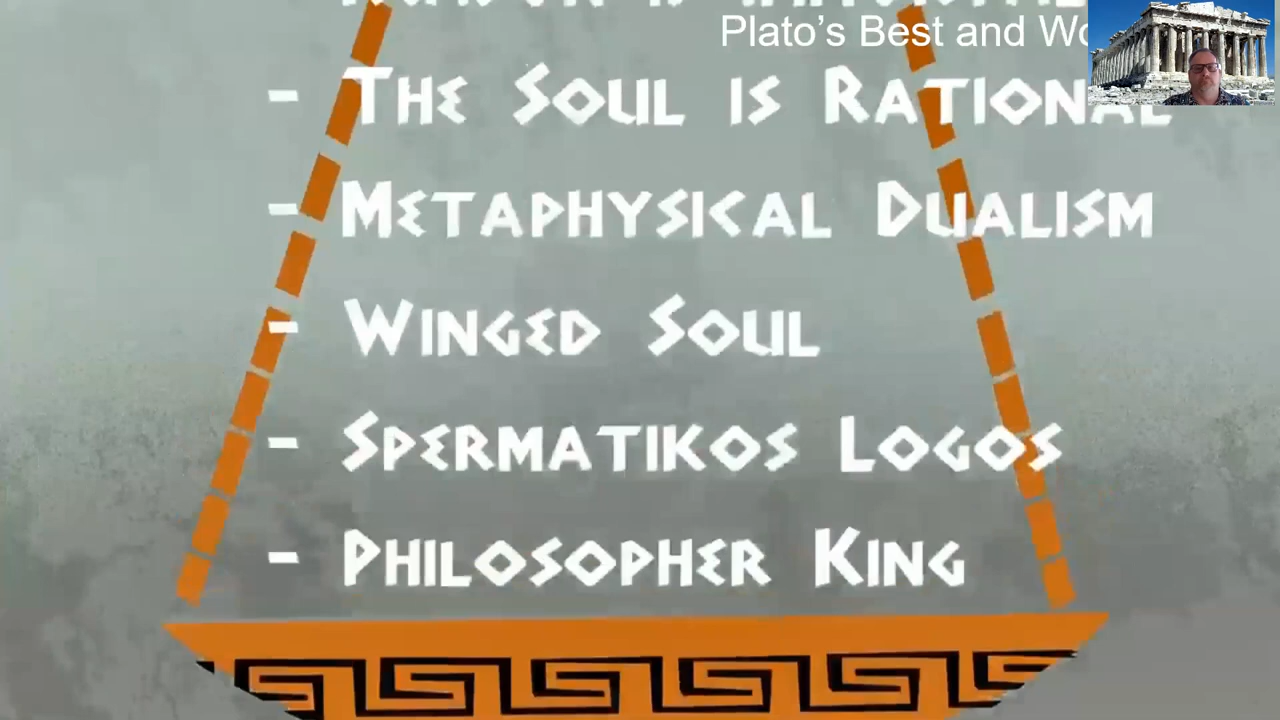 Plato's Best and Wo
- The Soul is Rational
- Metaphysical Dualism
- Winged Soul
- Spermatikos Logos
- Philosopher King